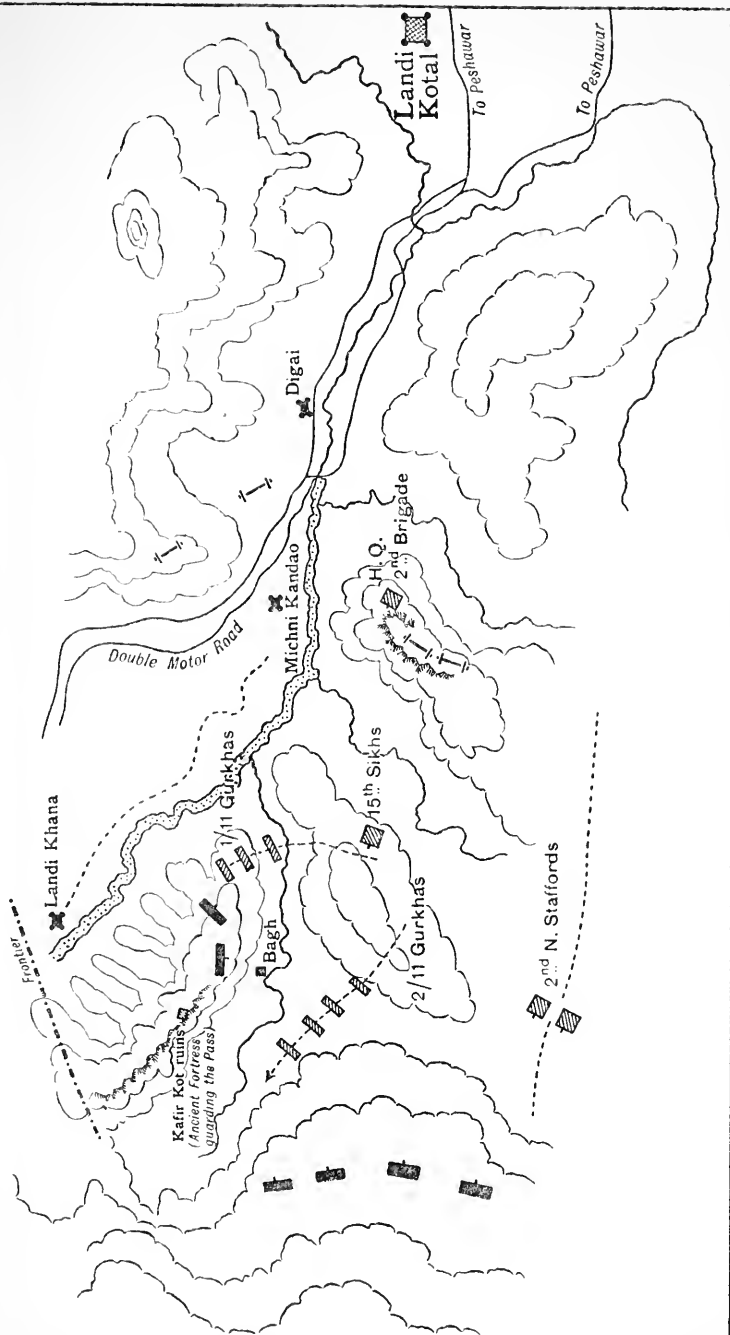 Frontier
Landi Khana
Double Motor Road
Kafir Kot ruins
(Ancient Fortress
guarding the Pass)
1/11 Gurkhas
Bagh
Michni Kandao
Digai
Landi
Kotal
To Peshawar
To Peshawar
H.Q.
2nd Brigade
15th Sikhs
2/11 Gurkhas
2nd N. Staffords